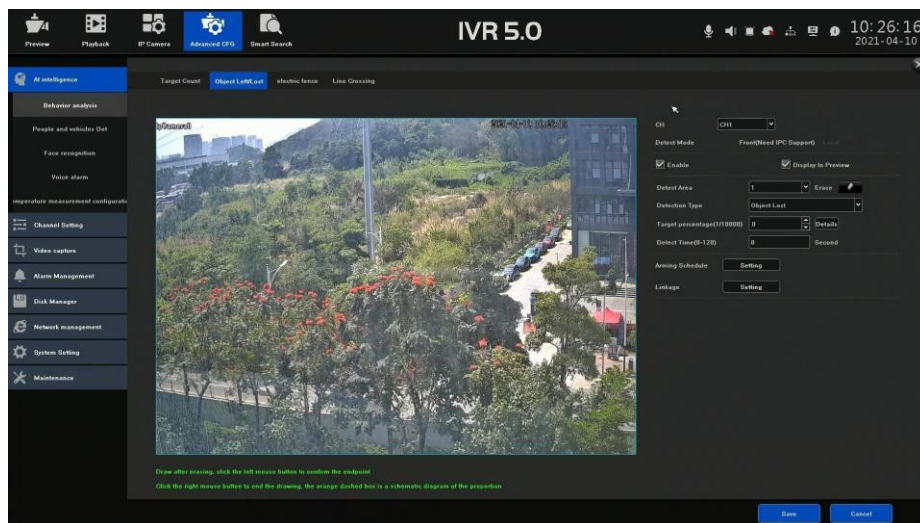 IVR 5.0
10:26:16
2021-04-10
Preview
Playback
IP Camera
Advanced CFG
Smart Search
AI intelligence
Behavior analysis
People and vehicles Det
Face recognition
Voice alarm
emperature measurement configurati
Channel Setting
Video capture
Alarm Management
Disk Manager
Network management
System Setting
Maintenance
Target Count Object Left/Lost electric fence Line Crossing
CH CH1
Detect Mode Front(Need IPC Support) Local
Enable Display In Preview
Detect Area 1 Erase
Detection Type Object Lost
Target percentage(1/10000) 0 Details
Detect Time(0-120) 0 Second
Arming Schedule Setting
Linkage Setting
Draw after erasing, click the left mouse button to confirm the endpoint
Click the right mouse button to end the drawing, the orange dashed box is a schematic diagram of the proportion
Save Cancel